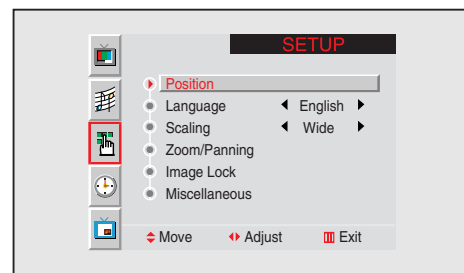 SETUP
Position
Language English
Scaling Wide
Zoom/Panning
Image Lock
Miscellaneous
Move Adjust Exit